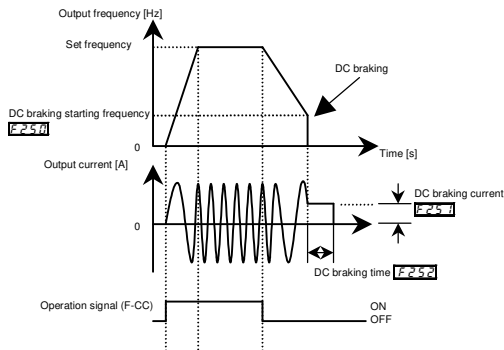 Output frequency [Hz]
Set frequency
DC braking
DC braking starting frequency
F250
0
Time [s]
Output current [A]
DC braking current
F251
0
DC braking time F252
Operation signal (F-CC)
ON
OFF